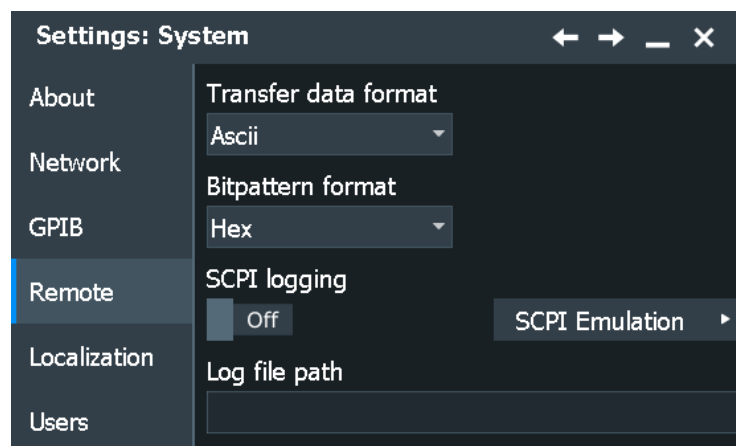 Settings: System
About
Network
GPIB
Remote
Localization
Users
Transfer data format
Ascii
Bitpattern format
Hex
SCPI logging
Off
SCPI Emulation
Log file path